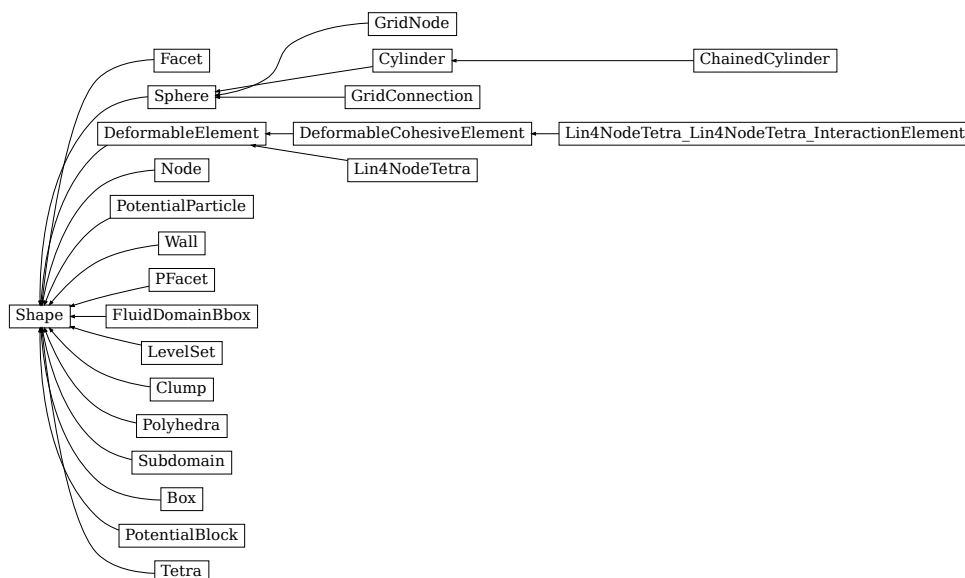 GridNode
Facet
Cylinder
ChainedCylinder
Sphere
GridConnection
DeformableElement
DeformableCohesiveElement
Lin4NodeTetra_Lin4NodeTetra_InteractionElement
Node
Lin4NodeTetra
PotentialParticle
Wall
PFacet
Shape
FluidDomainBbox
LevelSet
Clump
Polyhedra
Subdomain
Box
PotentialBlock
Tetra